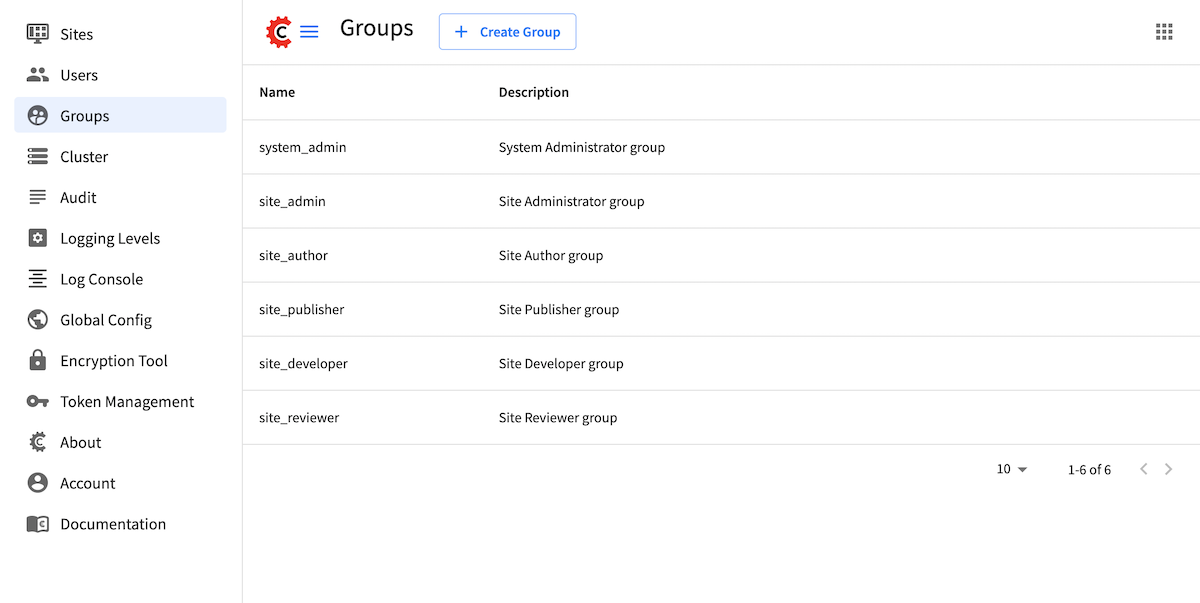 Sites
Users
Groups
Cluster
Audit
Logging Levels
Log Console
Global Config
Encryption Tool
Token Management
About
Account
Documentation
Groups
Create Group
Name Description
system_admin System Administrator group
site_admin Site Administrator group
site_author Site Author group
site_publisher Site Publisher group
site_developer Site Developer group
site_reviewer Site Reviewer group
10 1-6 of 6